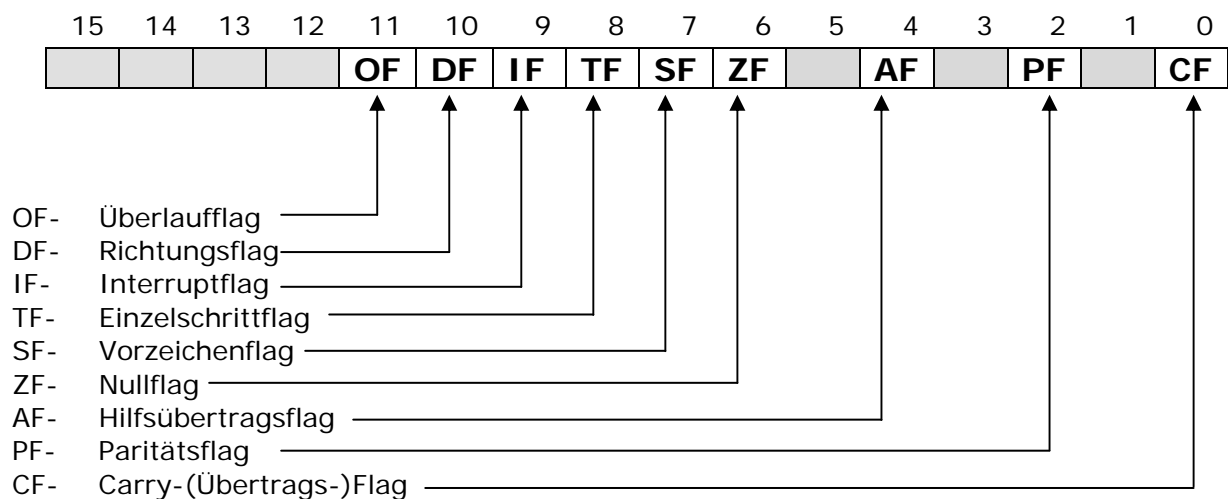 15 14 13 12 11 10 9 8 7 6 5 4 3 2 1 0
OF DF IF TF SF ZF AF PF CF
OF- Überlaufflag
DF- Richtungsflag
IF- Interruptflag
TF- Einzelschrittflag
SF- Vorzeichenflag
ZF- Nullflag
AF- Hilfsübertragsflag
PF- Paritätsflag
CF- Carry-(Übertrags-)Flag